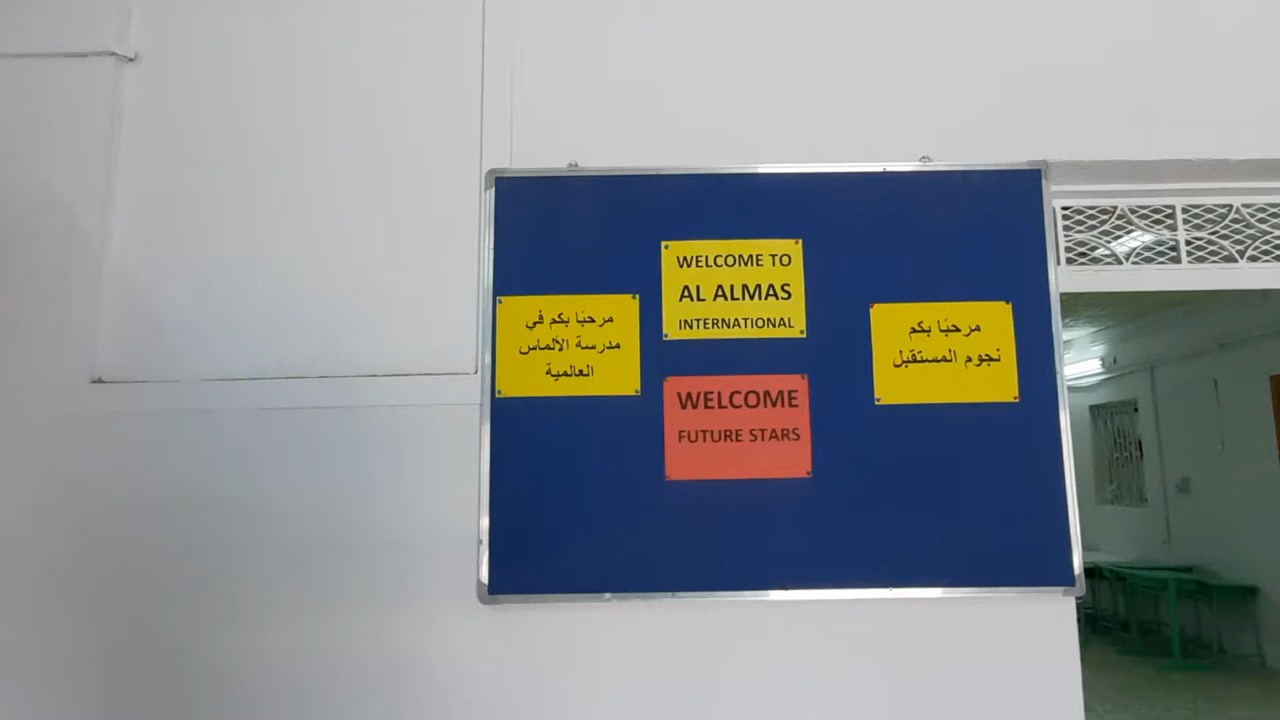 WELCOME TO
AL ALMAS
INTERNATIONAL
مرحبًا بكم في
مدرسة الألماس
العالمية
مرحبًا بكم
نجوم المستقبل
WELCOME
FUTURE STARS